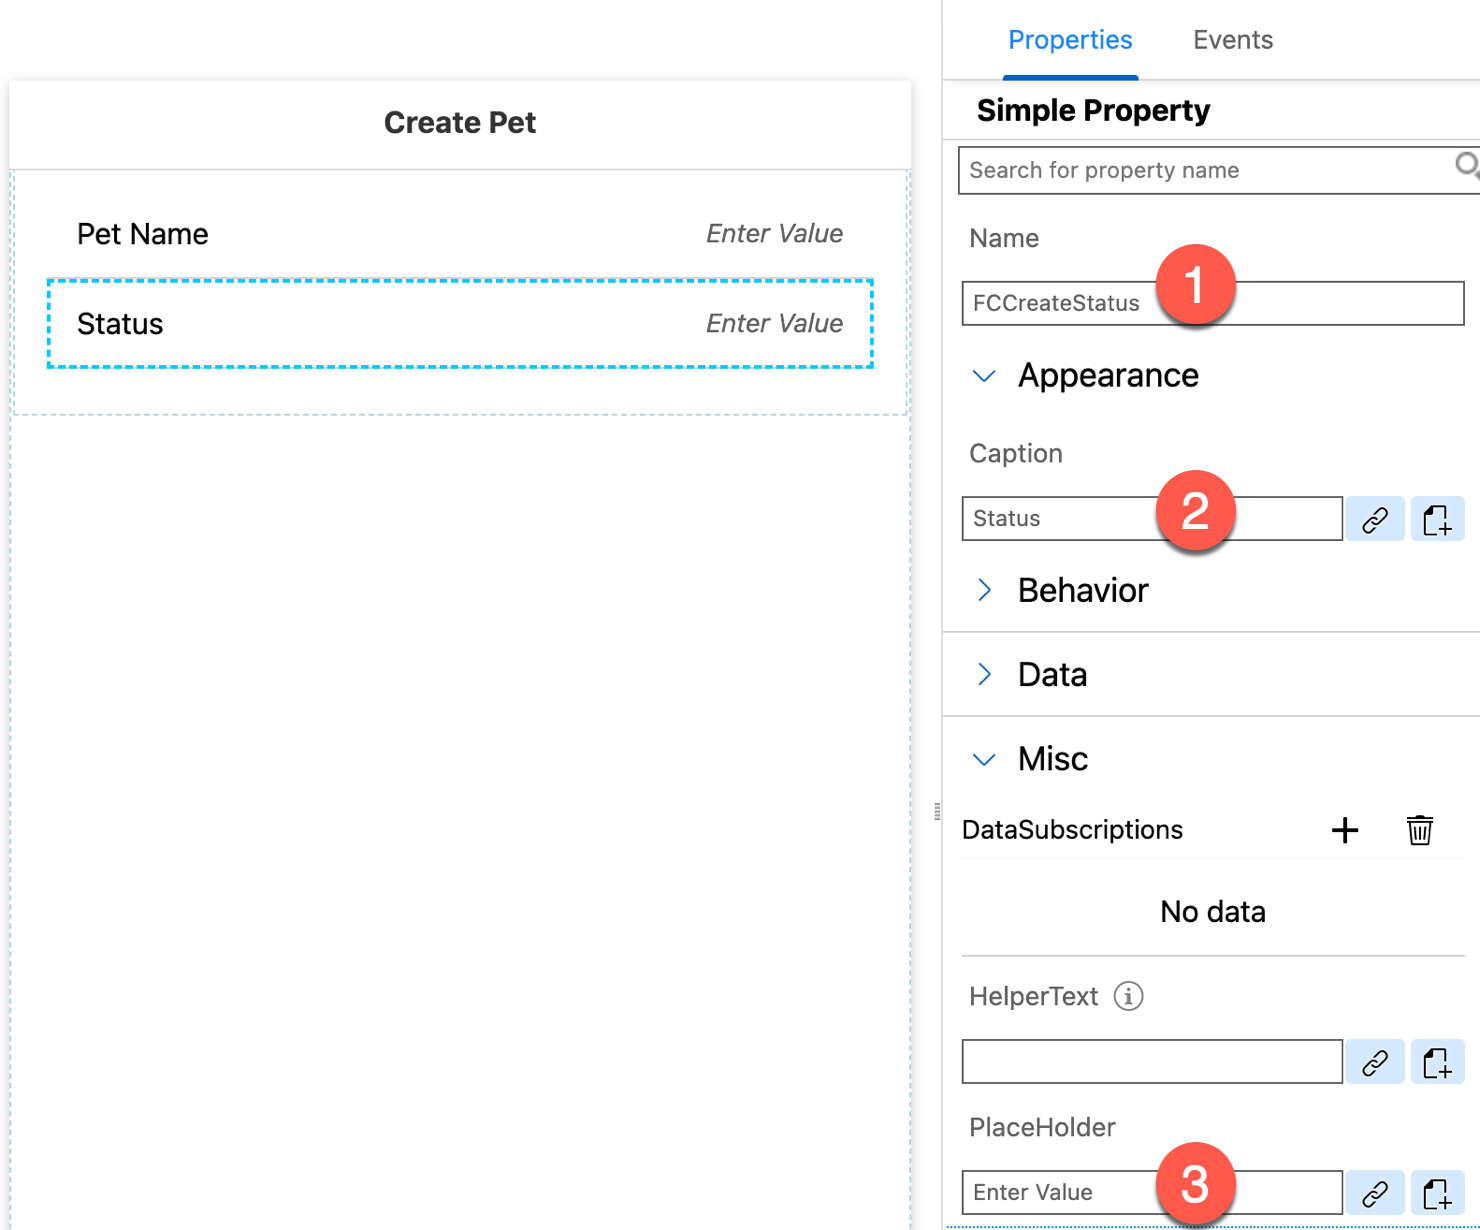 Properties Events
Simple Property
Create Pet
Search for property name
Pet Name Enter Value
Name
1
FCCreateStatus
Status Enter Value
Appearance
Caption
2
Status
Behavior
Data
Misc
DataSubscriptions
No data
HelperText
PlaceHolder
3
Enter Value